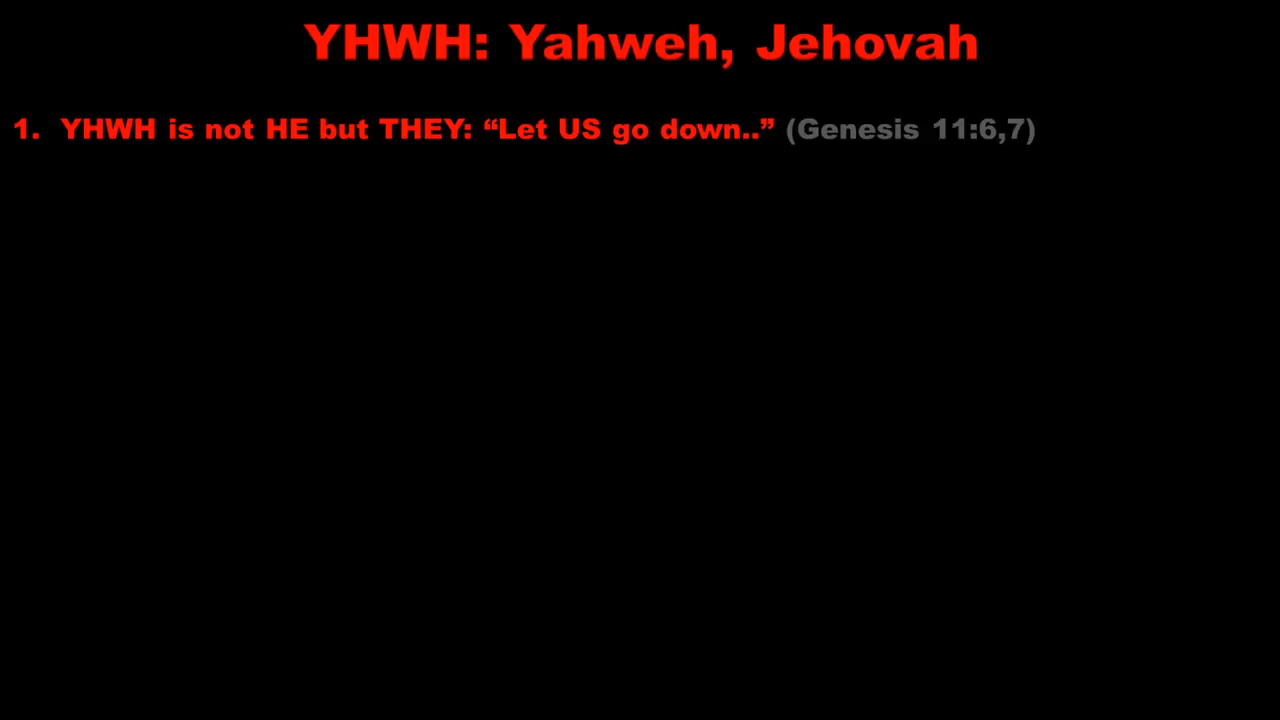 YHWH: Yahweh, Jehovah
1. YHWH is not HE but THEY: “Let US go down..” (Genesis 11:6,7)